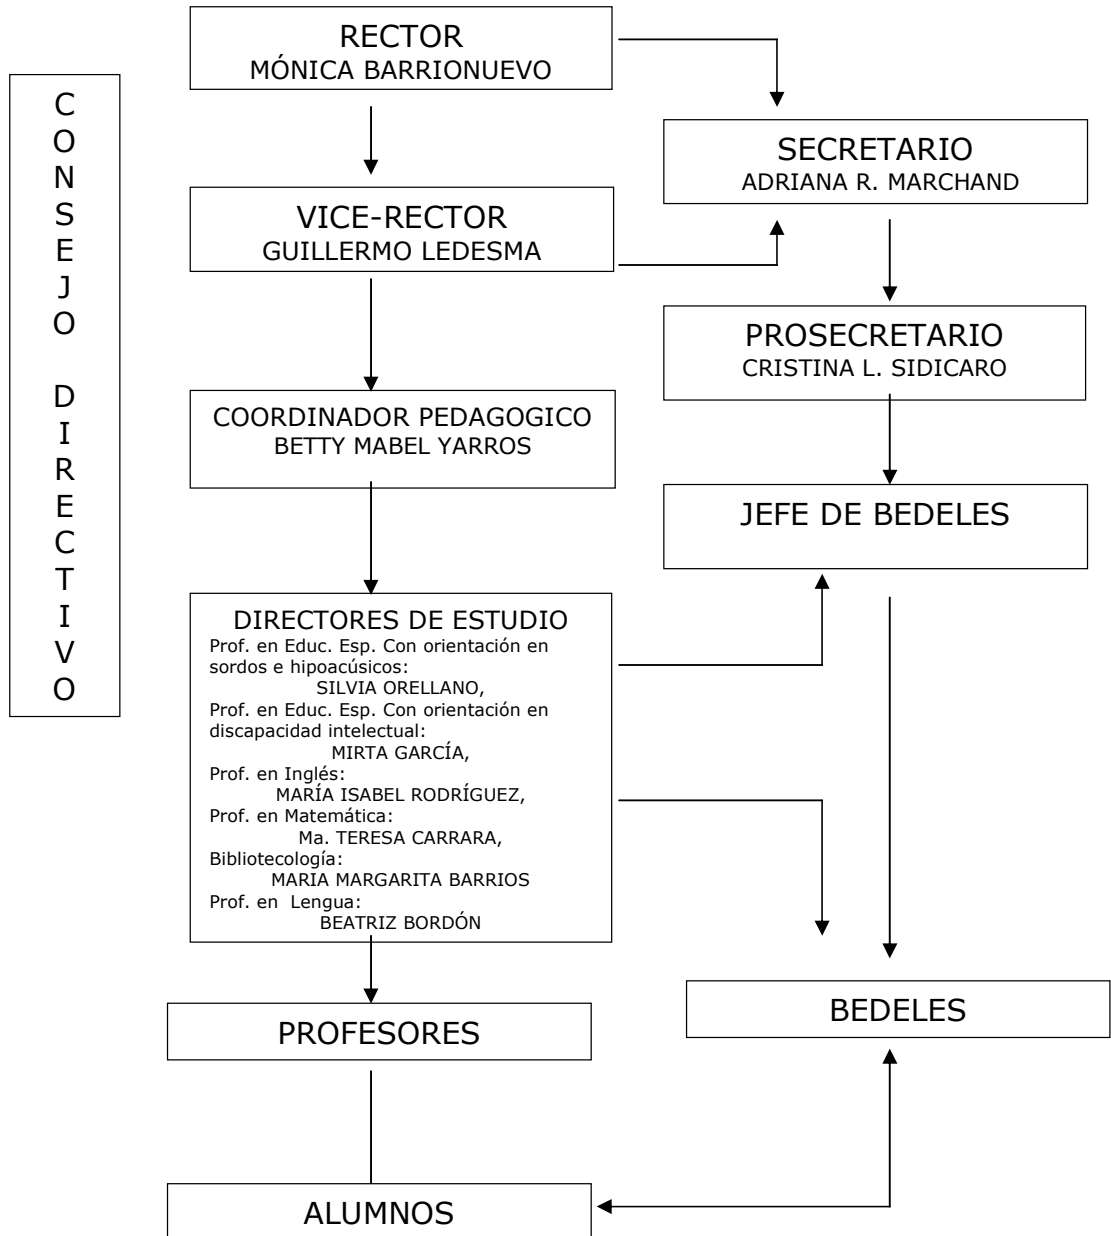 RECTOR
MÓNICA BARRIONUEVO
CONSEJO DIRECTIVO
SECRETARIO
ADRIANA R. MARCHAND
VICE-RECTOR
GUILLERMO LEDESMA
PROSECRETARIO
CRISTINA L. SIDICARO
COORDINADOR PEDAGOGICO
BETTY MABEL YARROS
JEFE DE BEDELES
DIRECTORES DE ESTUDIO
Prof. en Educ. Esp. Con orientación en
sordos e hipoacúsicos:
SILVIA ORELLANO,
Prof. en Educ. Esp. Con orientación en
discapacidad intelectual:
MIRTA GARCÍA,
Prof. en Inglés:
MARÍA ISABEL RODRÍGUEZ,
Prof. en Matemática:
Ma. TERESA CARRARA,
Bibliotecología:
MARIA MARGARITA BARRIOS
Prof. en Lengua:
BEATRIZ BORDÓN
BEDELES
PROFESORES
ALUMNOS